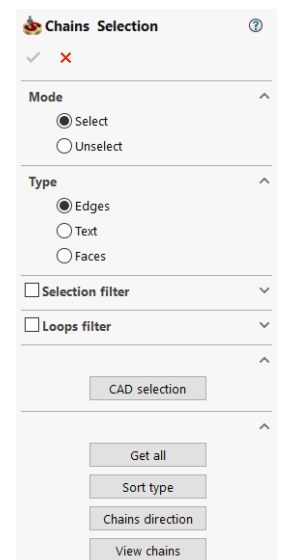 Chains Selection
Mode
Select
Unselect
Type
Edges
Text
Faces
Selection filter
Loops filter
CAD selection
Get all
Sort type
Chains direction
View chains